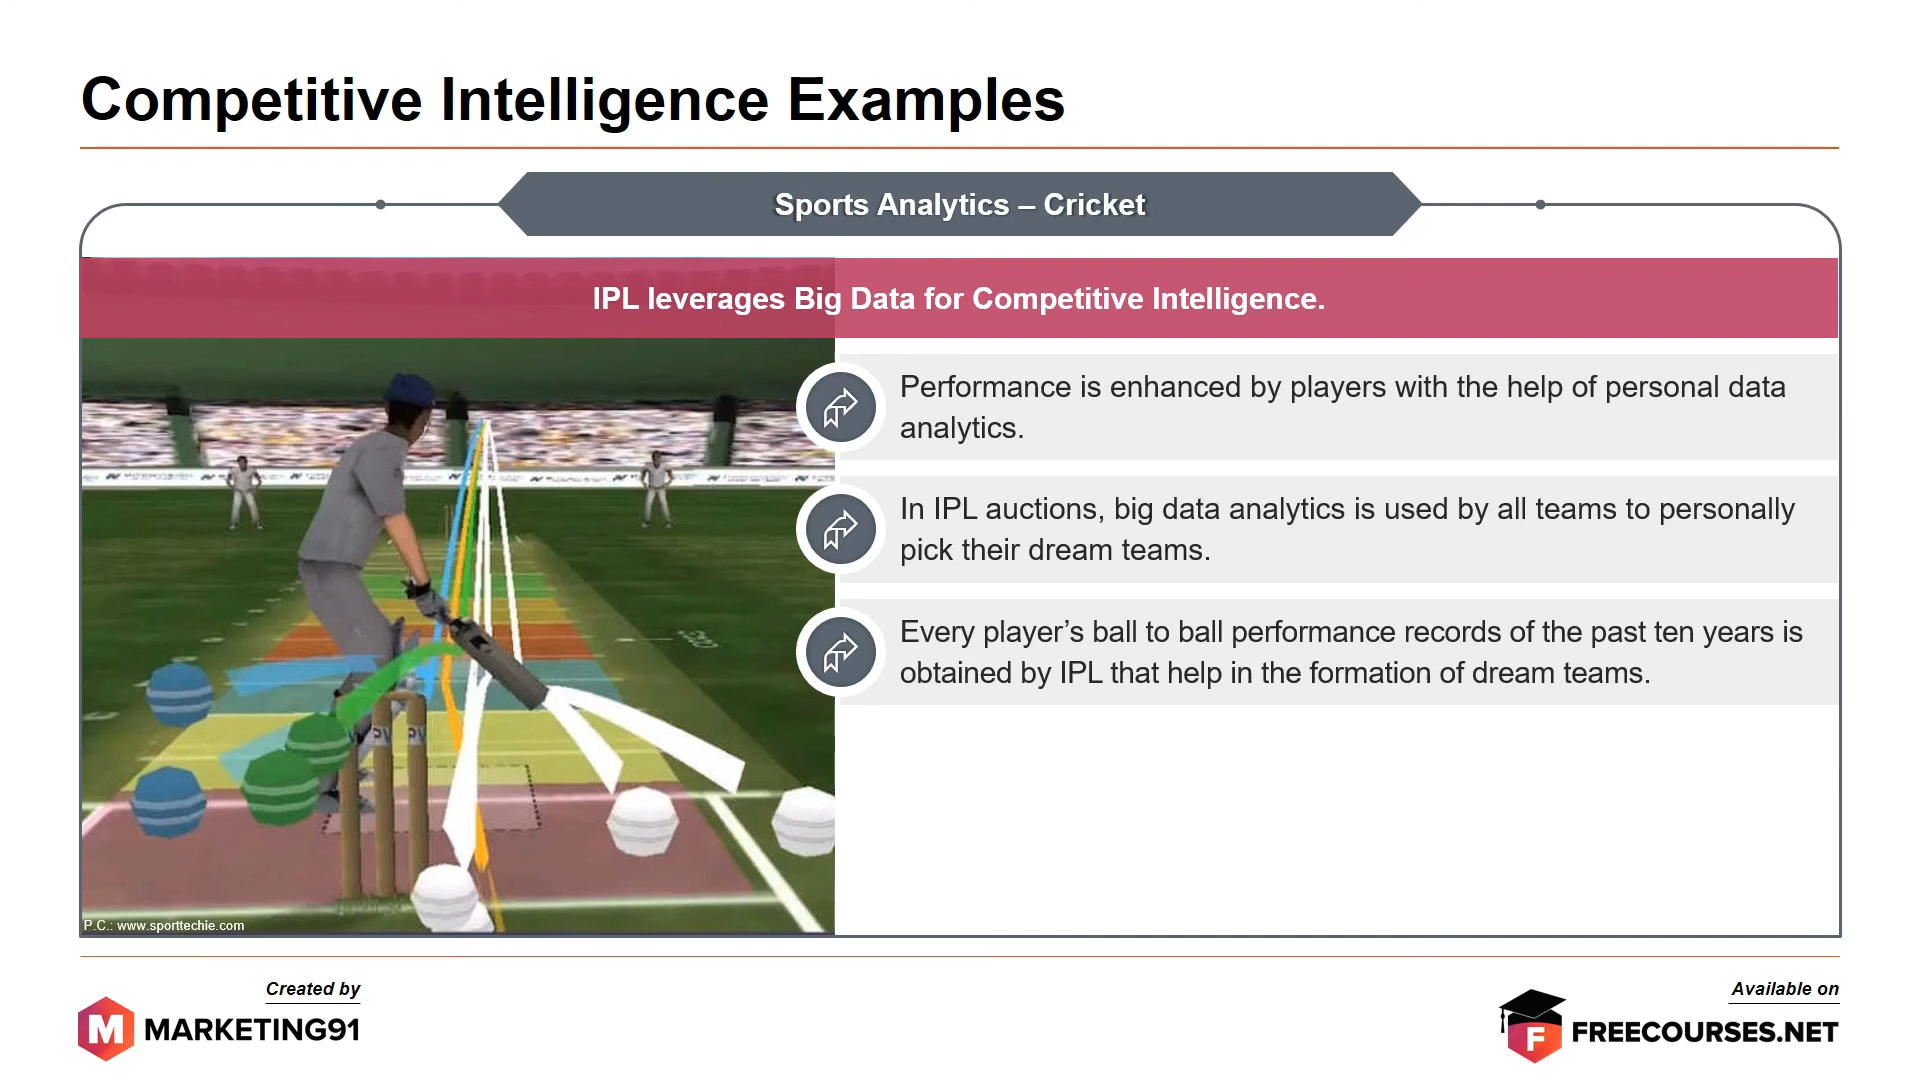 Competitive Intelligence Examples
Sports Analytics – Cricket
IPL leverages Big Data for Competitive Intelligence.
Performance is enhanced by players with the help of personal data
analytics.
In IPL auctions, big data analytics is used by all teams to personally
pick their dream teams.
Every player’s ball to ball performance records of the past ten years is
obtained by IPL that help in the formation of dream teams.
PV PV
P.C.: www.sporttechie.com
Created by
M MARKETING91
Available on
F FREECOURSES.NET